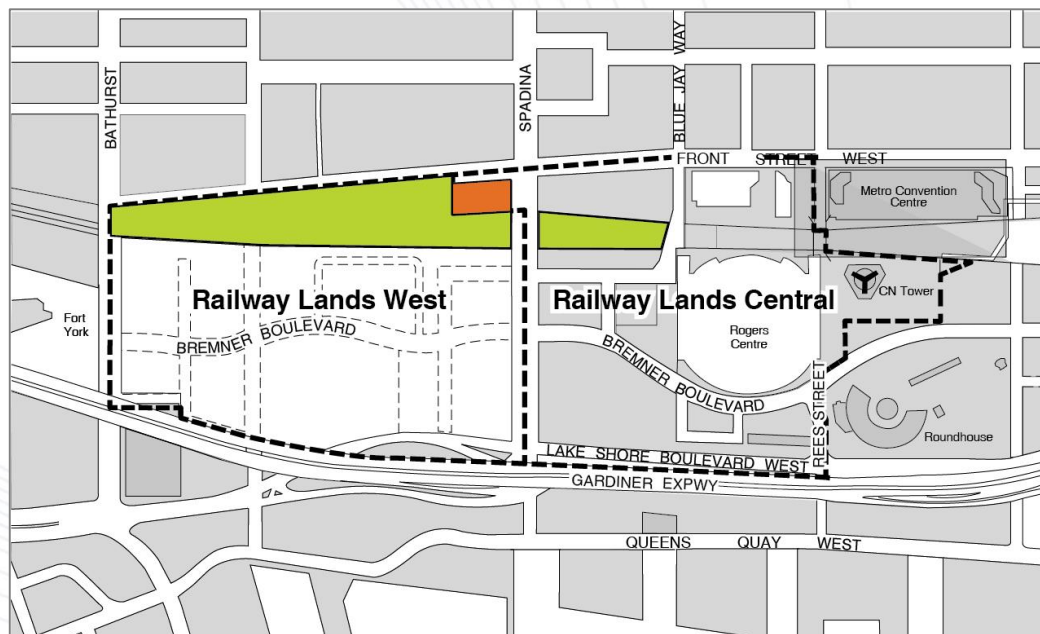 BATHURST
SPADINA
BLUE JAY WAY
FRONT STREET WEST
Metro Convention
Centre
CN Tower
Railway Lands West
Railway Lands Central
Fort
York
BREMNER BOULEVARD
Rogers
Centre
BREMNER BOULEVARD
REES STREET
Roundhouse
LAKE SHORE BOULEVARD WEST
GARDINER EXPWY
QUEENS QUAY WEST